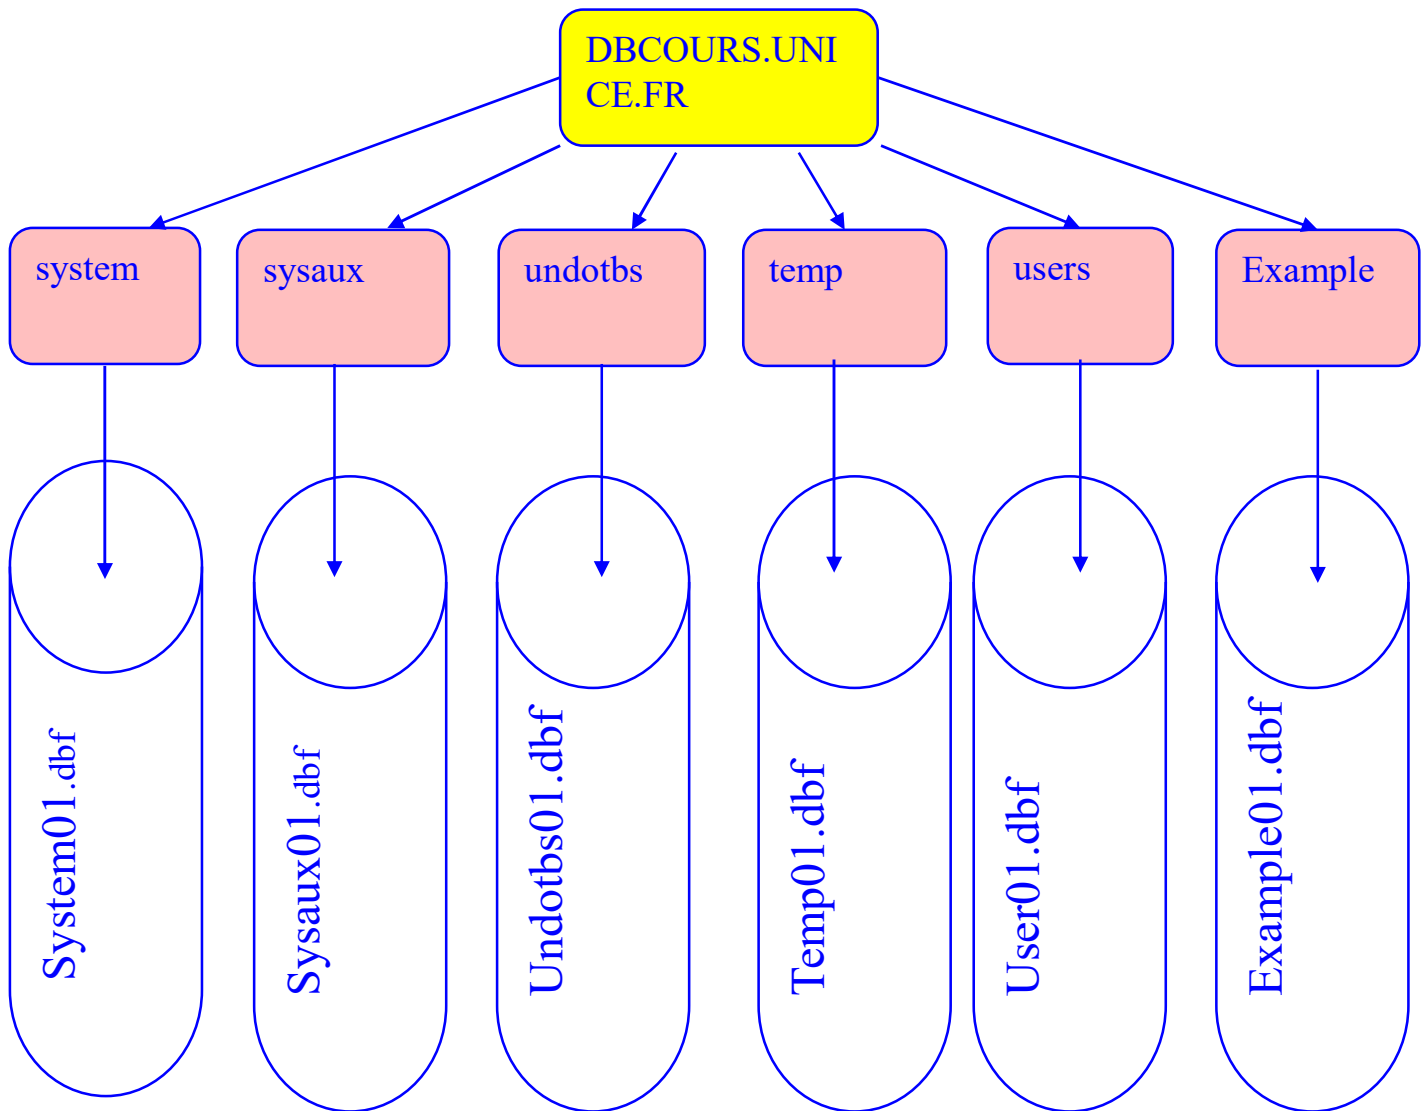 DBCOURS.UNI
CE.FR
system
sysaux
undotbs
temp
users
Example
System01.dbf
Sysaux01.dbf
Undotbs01.dbf
Temp01.dbf
User01.dbf
Example01.dbf